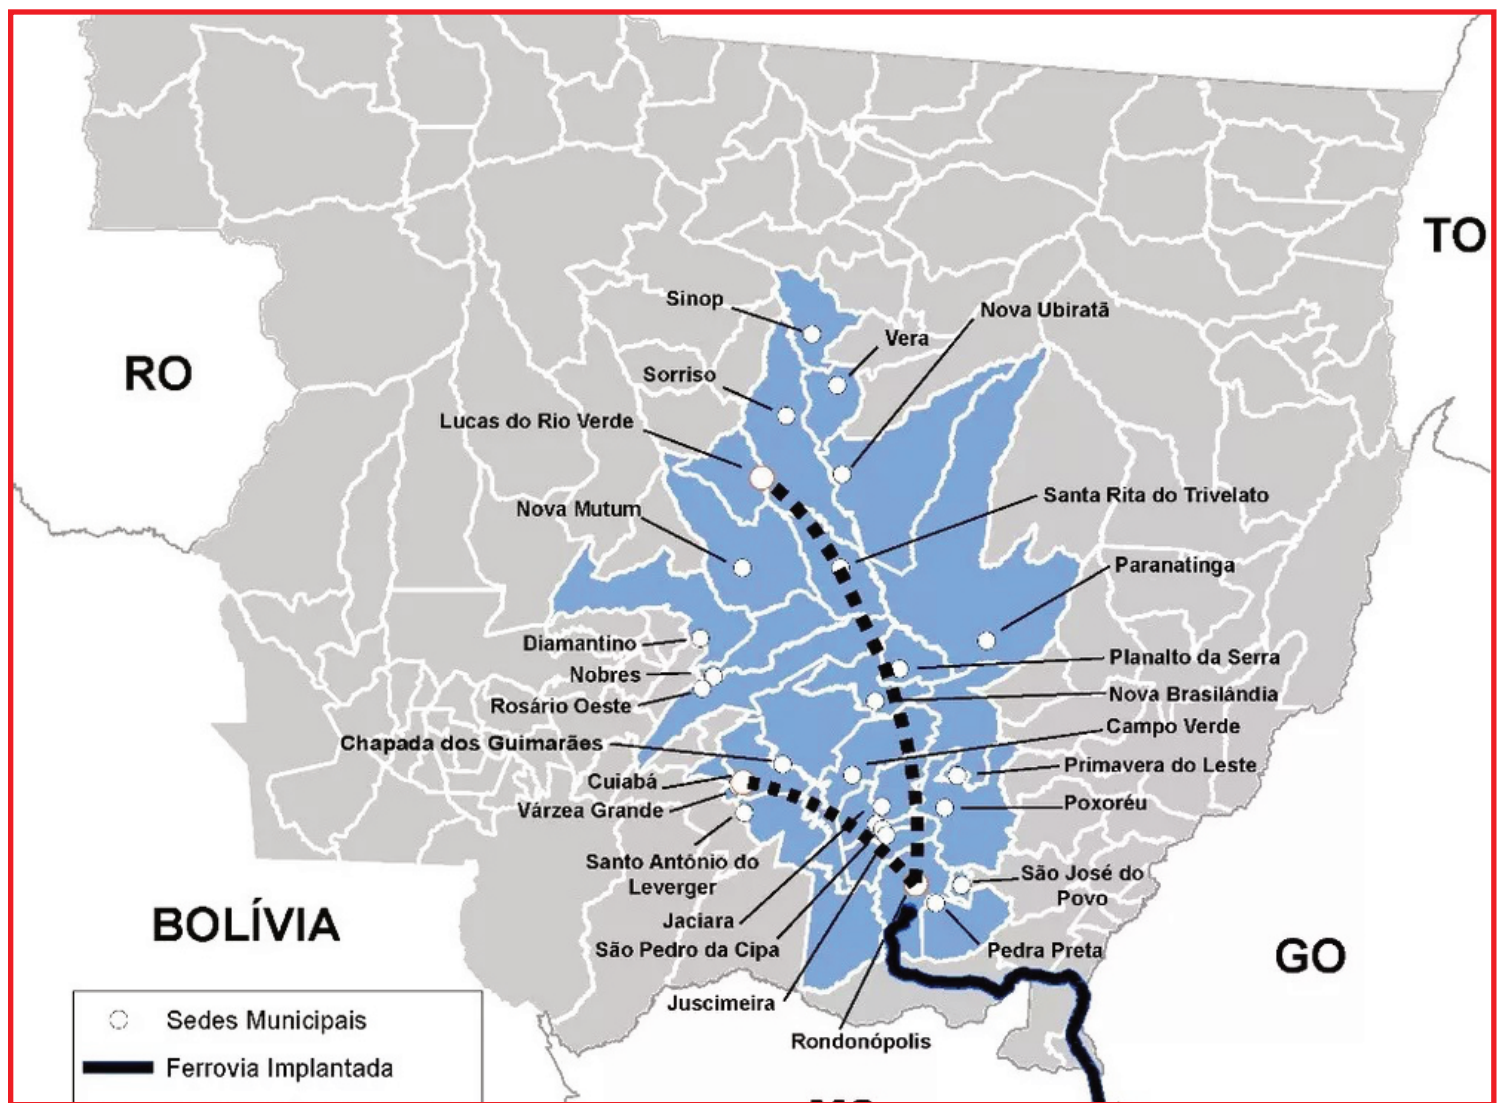 TO
Sinop
Nova Ubiratã
Vera
RO
Sorriso
Lucas do Rio Verde
Santa Rita do Trivelato
Nova Mutum
Paranatinga
Diamantino
Planalto da Serra
Nobres
Nova Brasilândia
Rosário Oeste
Campo Verde
Chapada dos Guimarães
Primavera do Leste
Cuiabá
Poxoréu
Várzea Grande
Santo Antônio do
Leverger
São José do
Povo
Jaciara
BOLÍVIA
São Pedro da Cipa
Pedra Preta
GO
Juscimeira
Rondonópolis
Sedes Municipais
Ferrovia Implantada